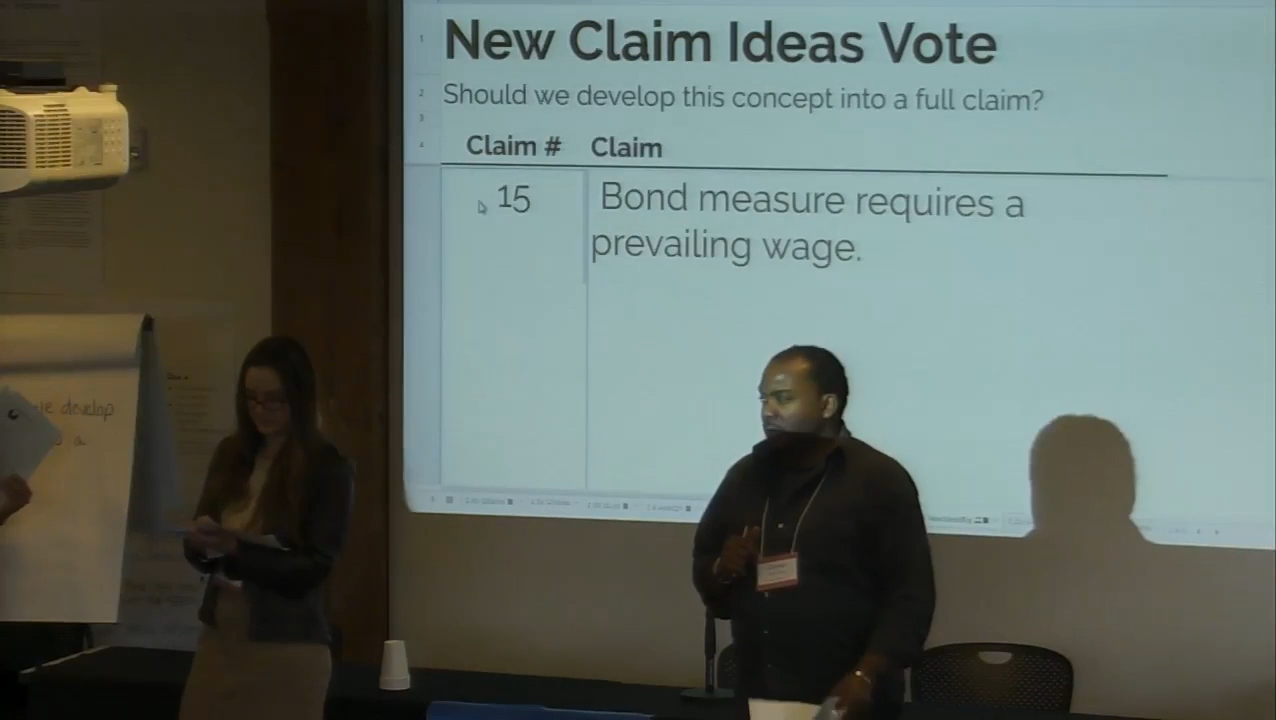 New Claim Ideas Vote
Should we develop this concept into a full claim?
Claim # Claim
15 Bond measure requires a
prevailing wage.
develop
a